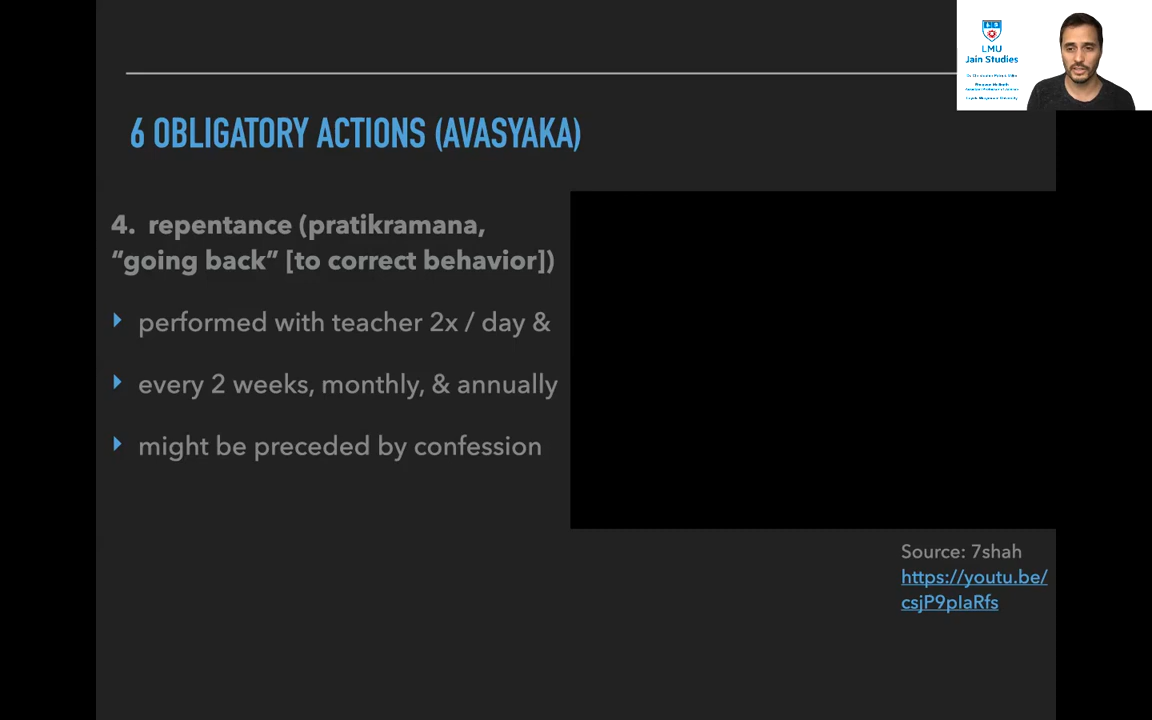 LMU
Jain Studies
6 OBLIGATORY ACTIONS (AVASYAKA)
4. repentance (pratikramana,
“going back” [to correct behavior])
performed with teacher 2x / day &
every 2 weeks, monthly, & annually
might be preceded by confession
Source: 7shah
https://youtu.be/
csjP9pIaRfs